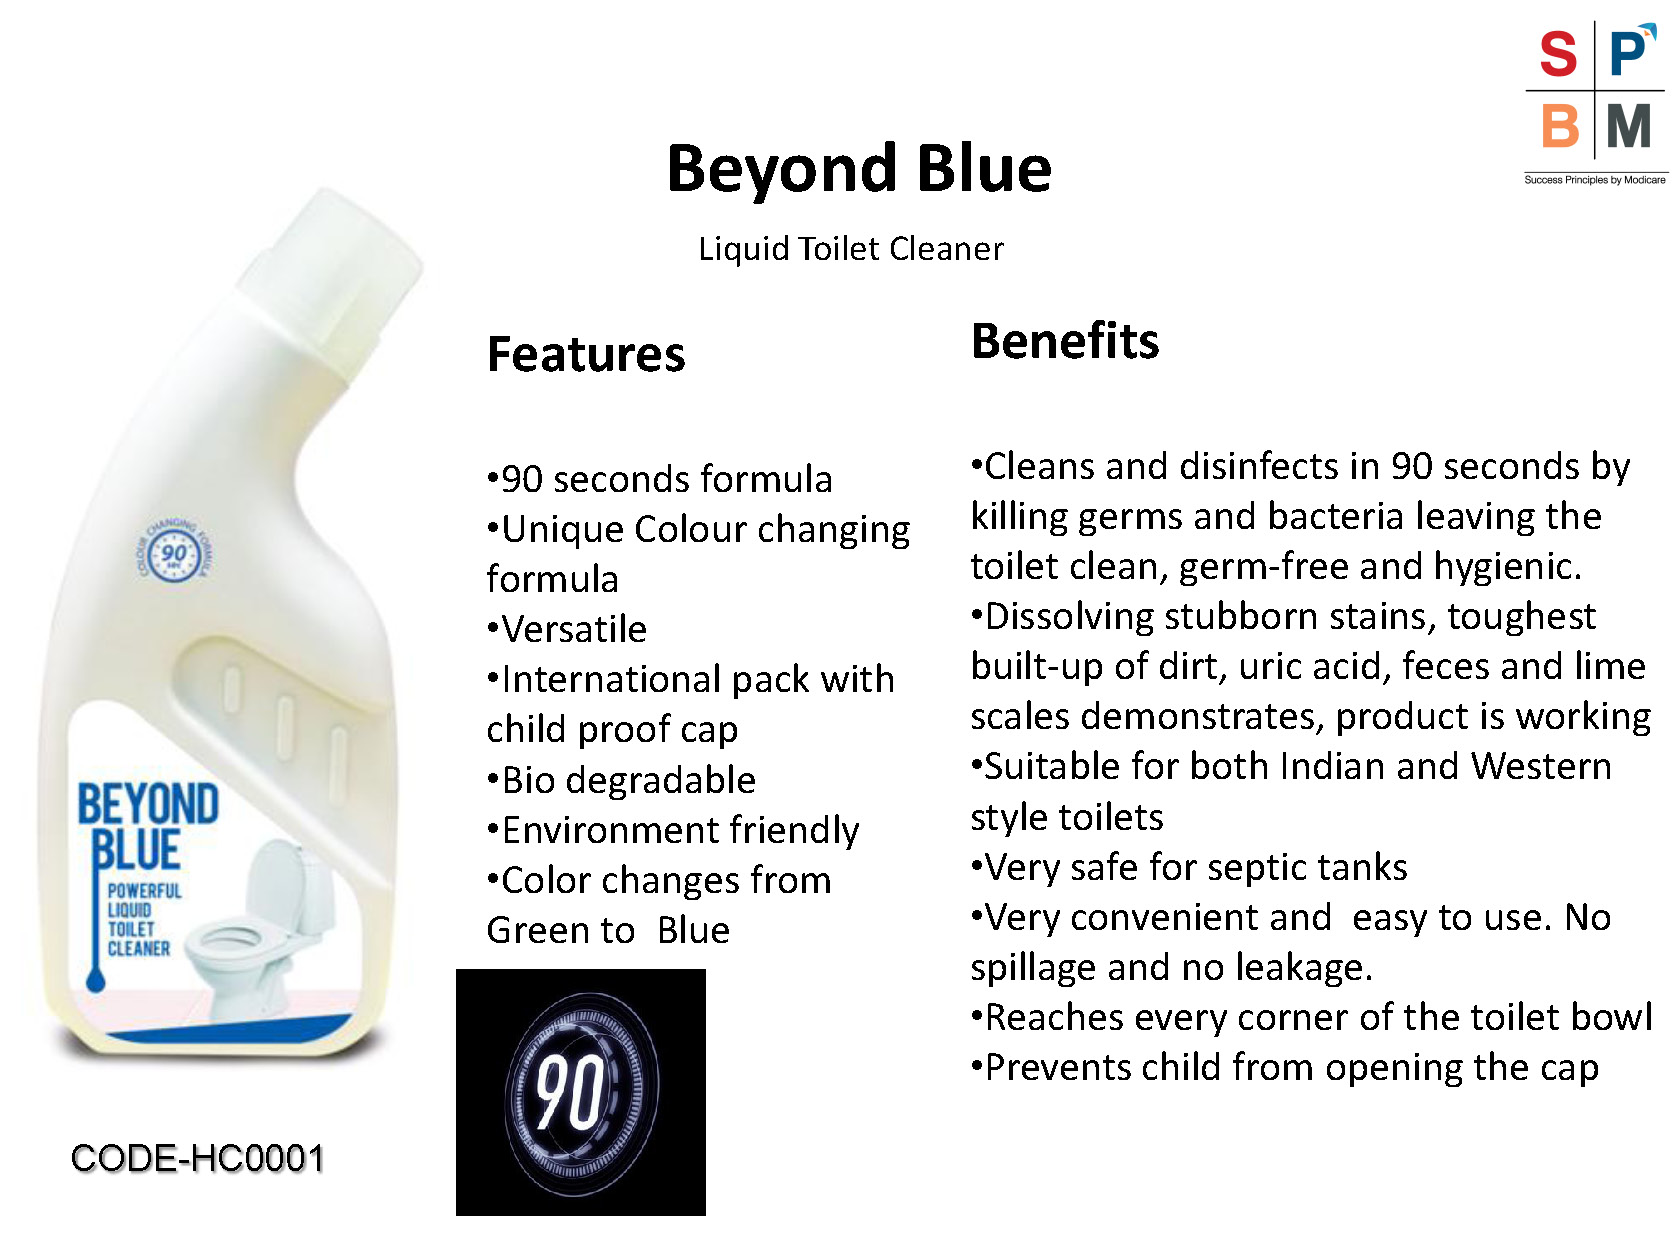 S P
B M
Success Principles by Modicare
Beyond Blue
Liquid Toilet Cleaner
Features
•90 seconds formula
•Unique Colour changing
formula
•Versatile
•International pack with
child proof cap
•Bio degradable
•Environment friendly
•Color changes from
Green to  Blue
Benefits
•Cleans and disinfects in 90 seconds by
killing germs and bacteria leaving the
toilet clean, germ-free and hygienic.
•Dissolving stubborn stains, toughest
built-up of dirt, uric acid, feces and lime
scales demonstrates, product is working
•Suitable for both Indian and Western
style toilets
•Very safe for septic tanks
•Very convenient and  easy to use. No
spillage and no leakage.
•Reaches every corner of the toilet bowl
•Prevents child from opening the cap
COLOUR CHANGING FORMULA
90
BEYOND
BLUE
POWERFUL
LIQUID
TOILET
CLEANER
90
CODE-HC0001